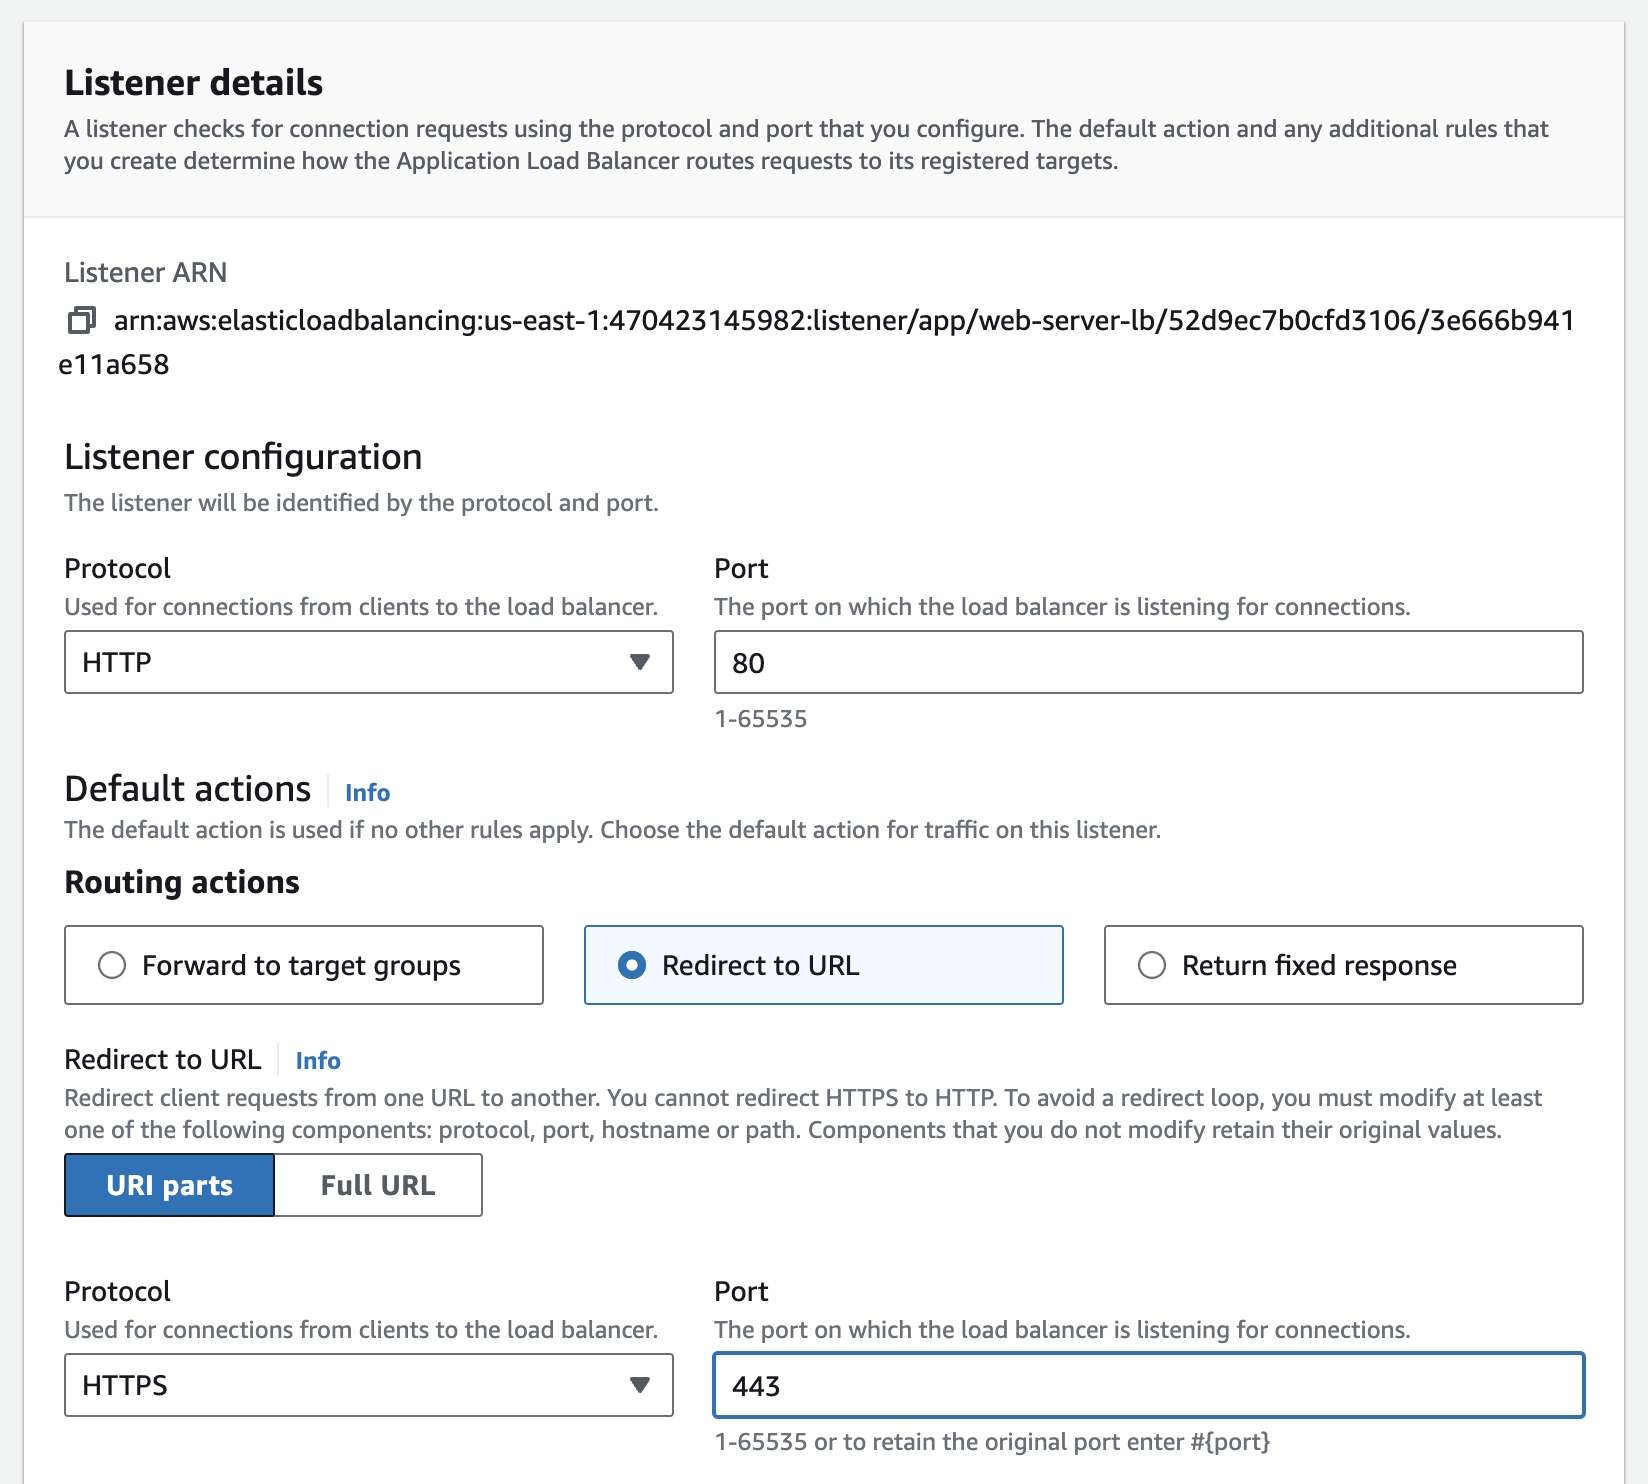 Listener details
A listener checks for connection requests using the protocol and port that you configure. The default action and any additional rules that
you create determine how the Application Load Balancer routes requests to its registered targets.
Listener ARN
arn:aws:elasticloadbalancing:us-east-1:470423145982:listener/app/web-server-lb/52d9ec7b0cfd3106/3e666b941
e11a658
Listener configuration
The listener will be identified by the protocol and port.
Protocol
Used for connections from clients to the load balancer.
HTTP
Port
The port on which the load balancer is listening for connections.
80
1-65535
Default actions Info
The default action is used if no other rules apply. Choose the default action for traffic on this listener.
Routing actions
Forward to target groups
Redirect to URL
Return fixed response
Redirect to URL Info
Redirect client requests from one URL to another. You cannot redirect HTTPS to HTTP. To avoid a redirect loop, you must modify at least
one of the following components: protocol, port, hostname or path. Components that you do not modify retain their original values.
URI parts
Full URL
Protocol
Used for connections from clients to the load balancer.
HTTPS
Port
The port on which the load balancer is listening for connections.
443
1-65535 or to retain the original port enter #{port}